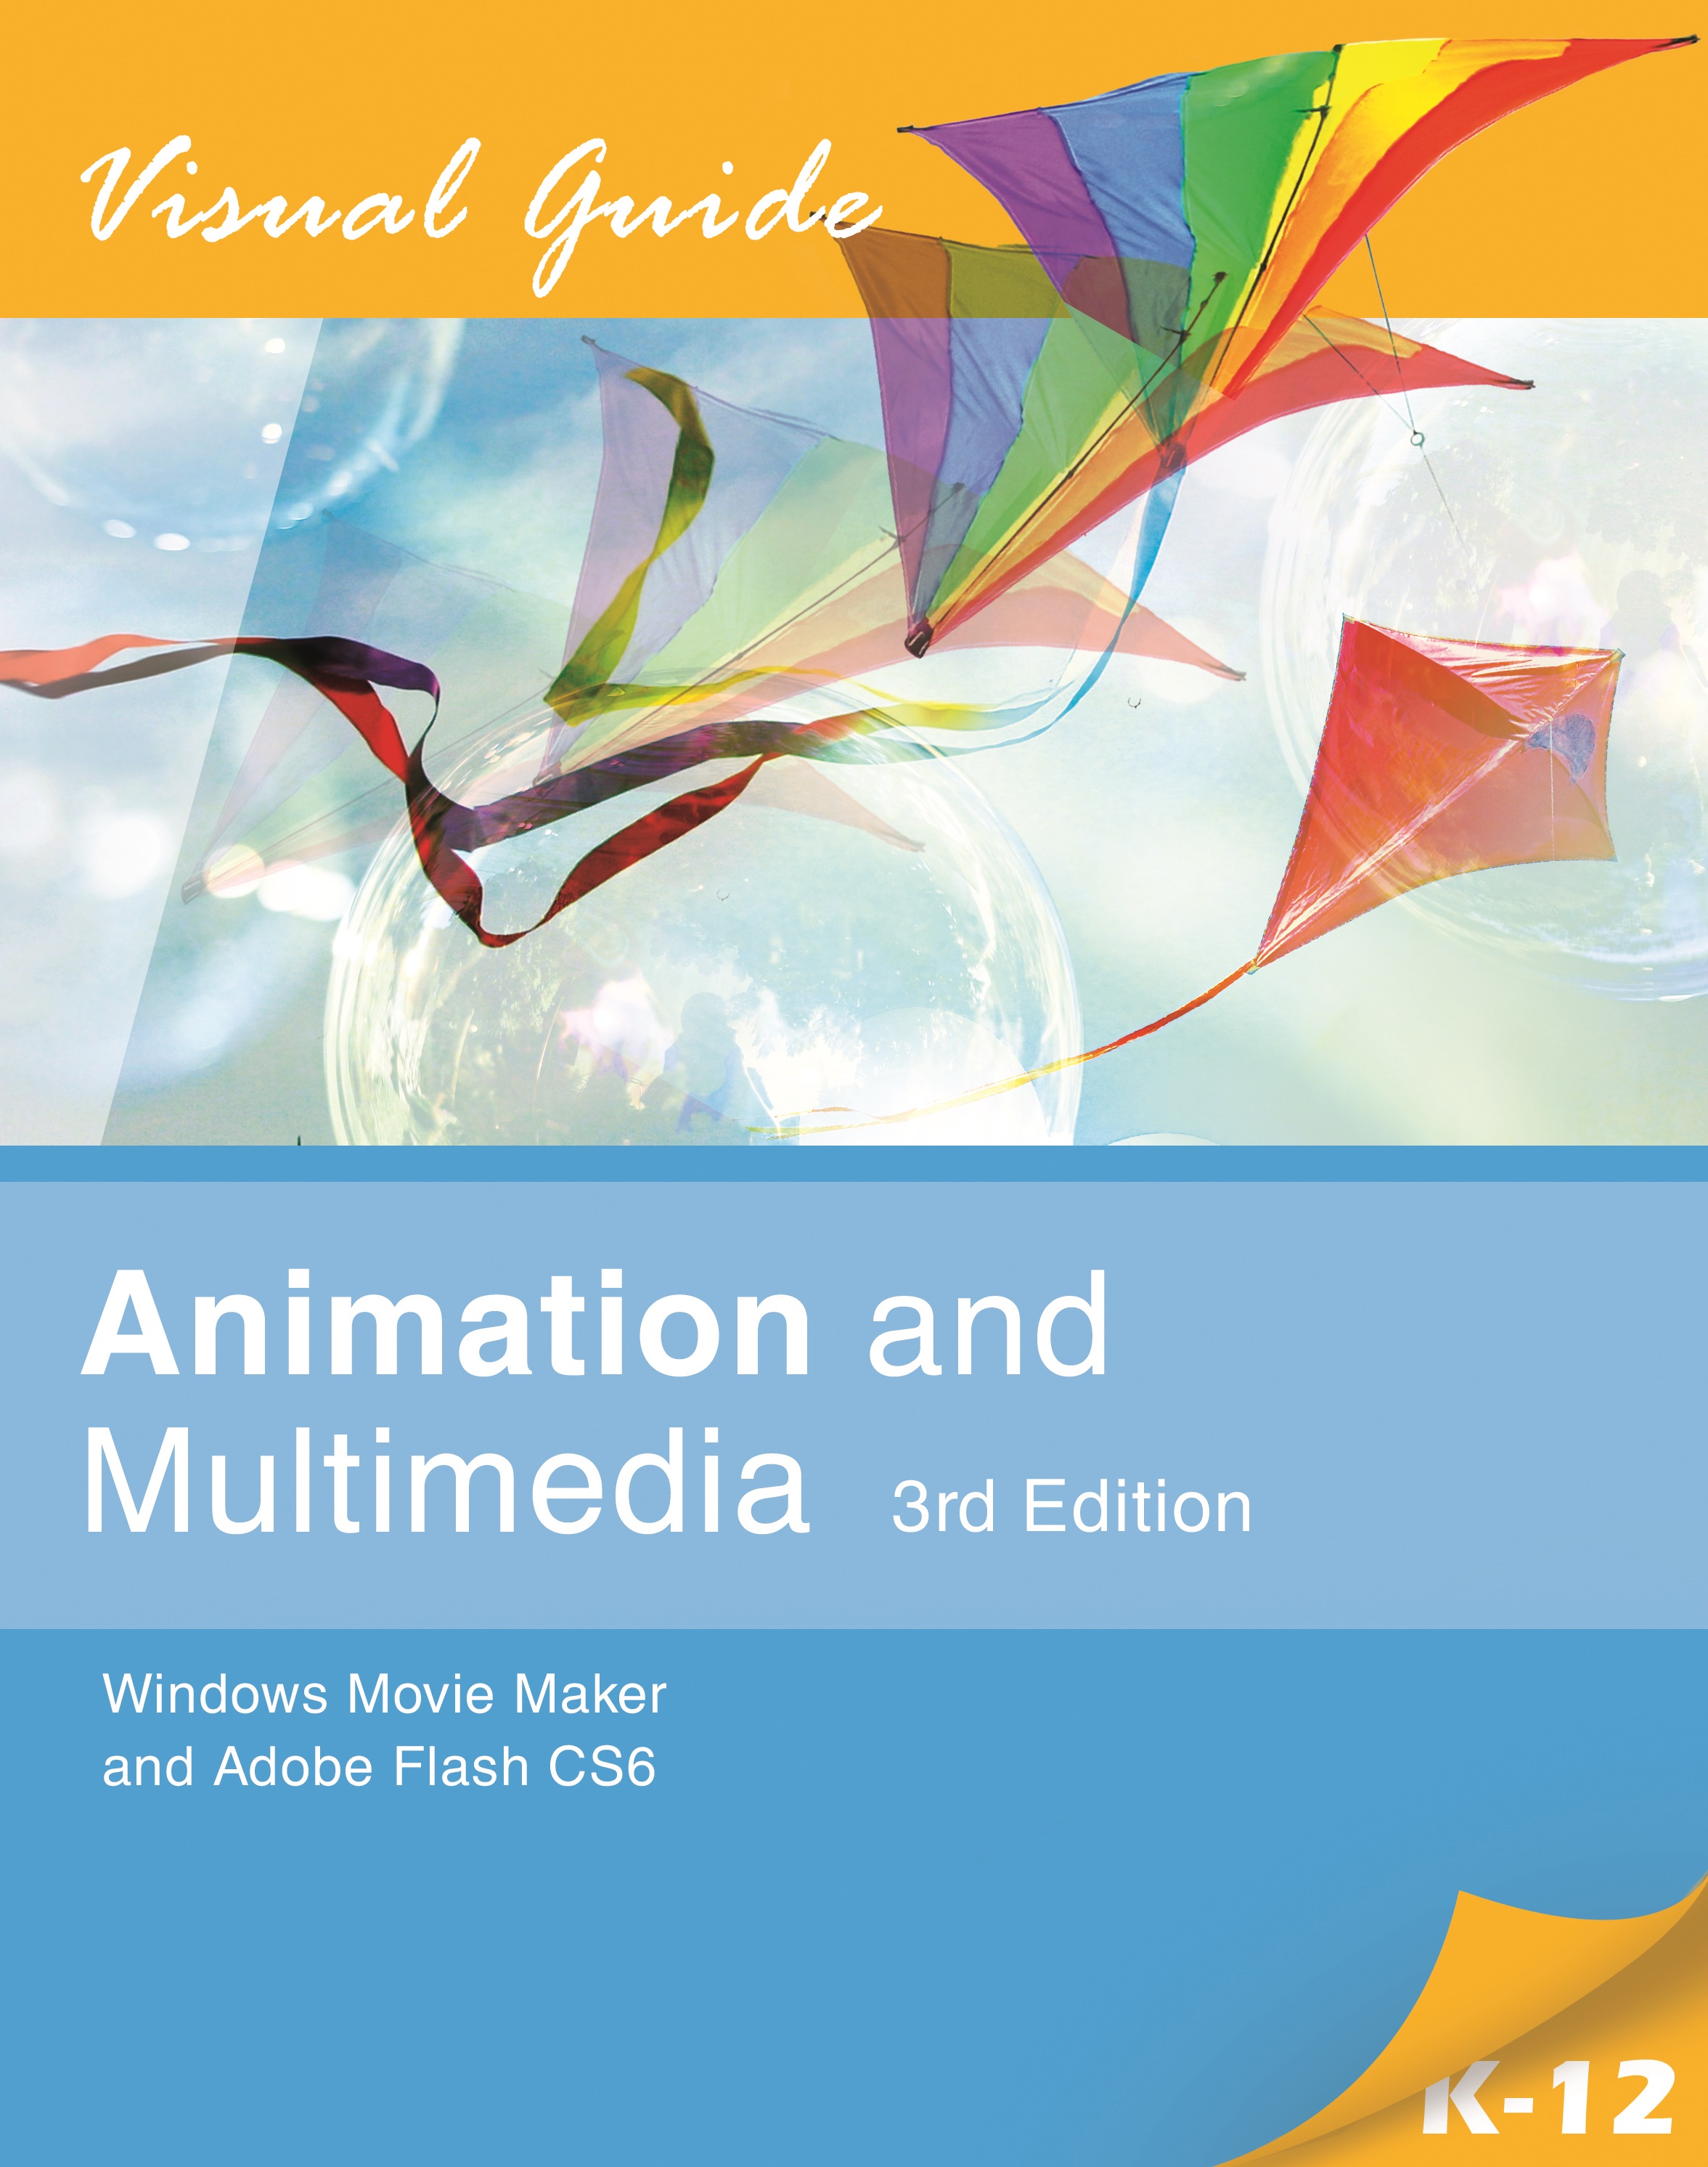 Visual Guide
Animation and
Multimedia 3rd Edition
Windows Movie Maker
and Adobe Flash CS6
K-12